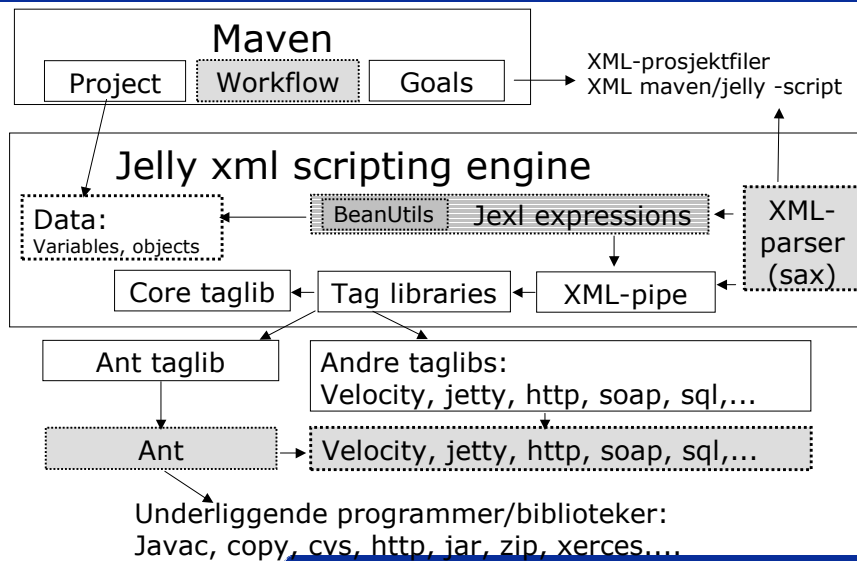 Maven
Project
Workflow
Goals
XML-prosjektfiler
XML maven/jelly -script
Jelly xml scripting engine
Data:
Variables, objects
BeanUtils
Jexl expressions
XML-
parser
(sax)
Core taglib
Tag libraries
XML-pipe
Ant taglib
Andre taglibs:
Velocity, jetty, http, soap, sql,...
Ant
Velocity, jetty, http, soap, sql,...
Underliggende programmer/biblioteker:
Javac, copy, cvs, http, jar, zip, xerces....